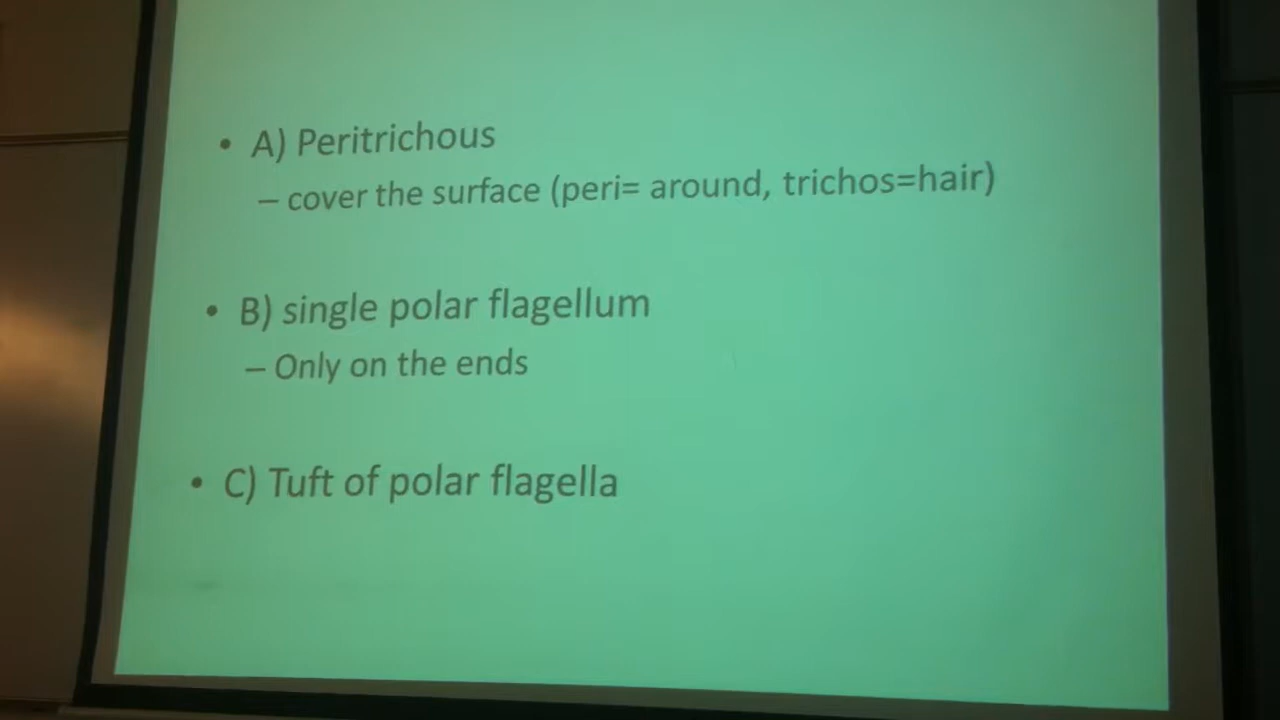 • A) Peritrichous
– cover the surface (peri= around, trichos=hair)
• B) single polar flagellum
– Only on the ends
• C) Tuft of polar flagella